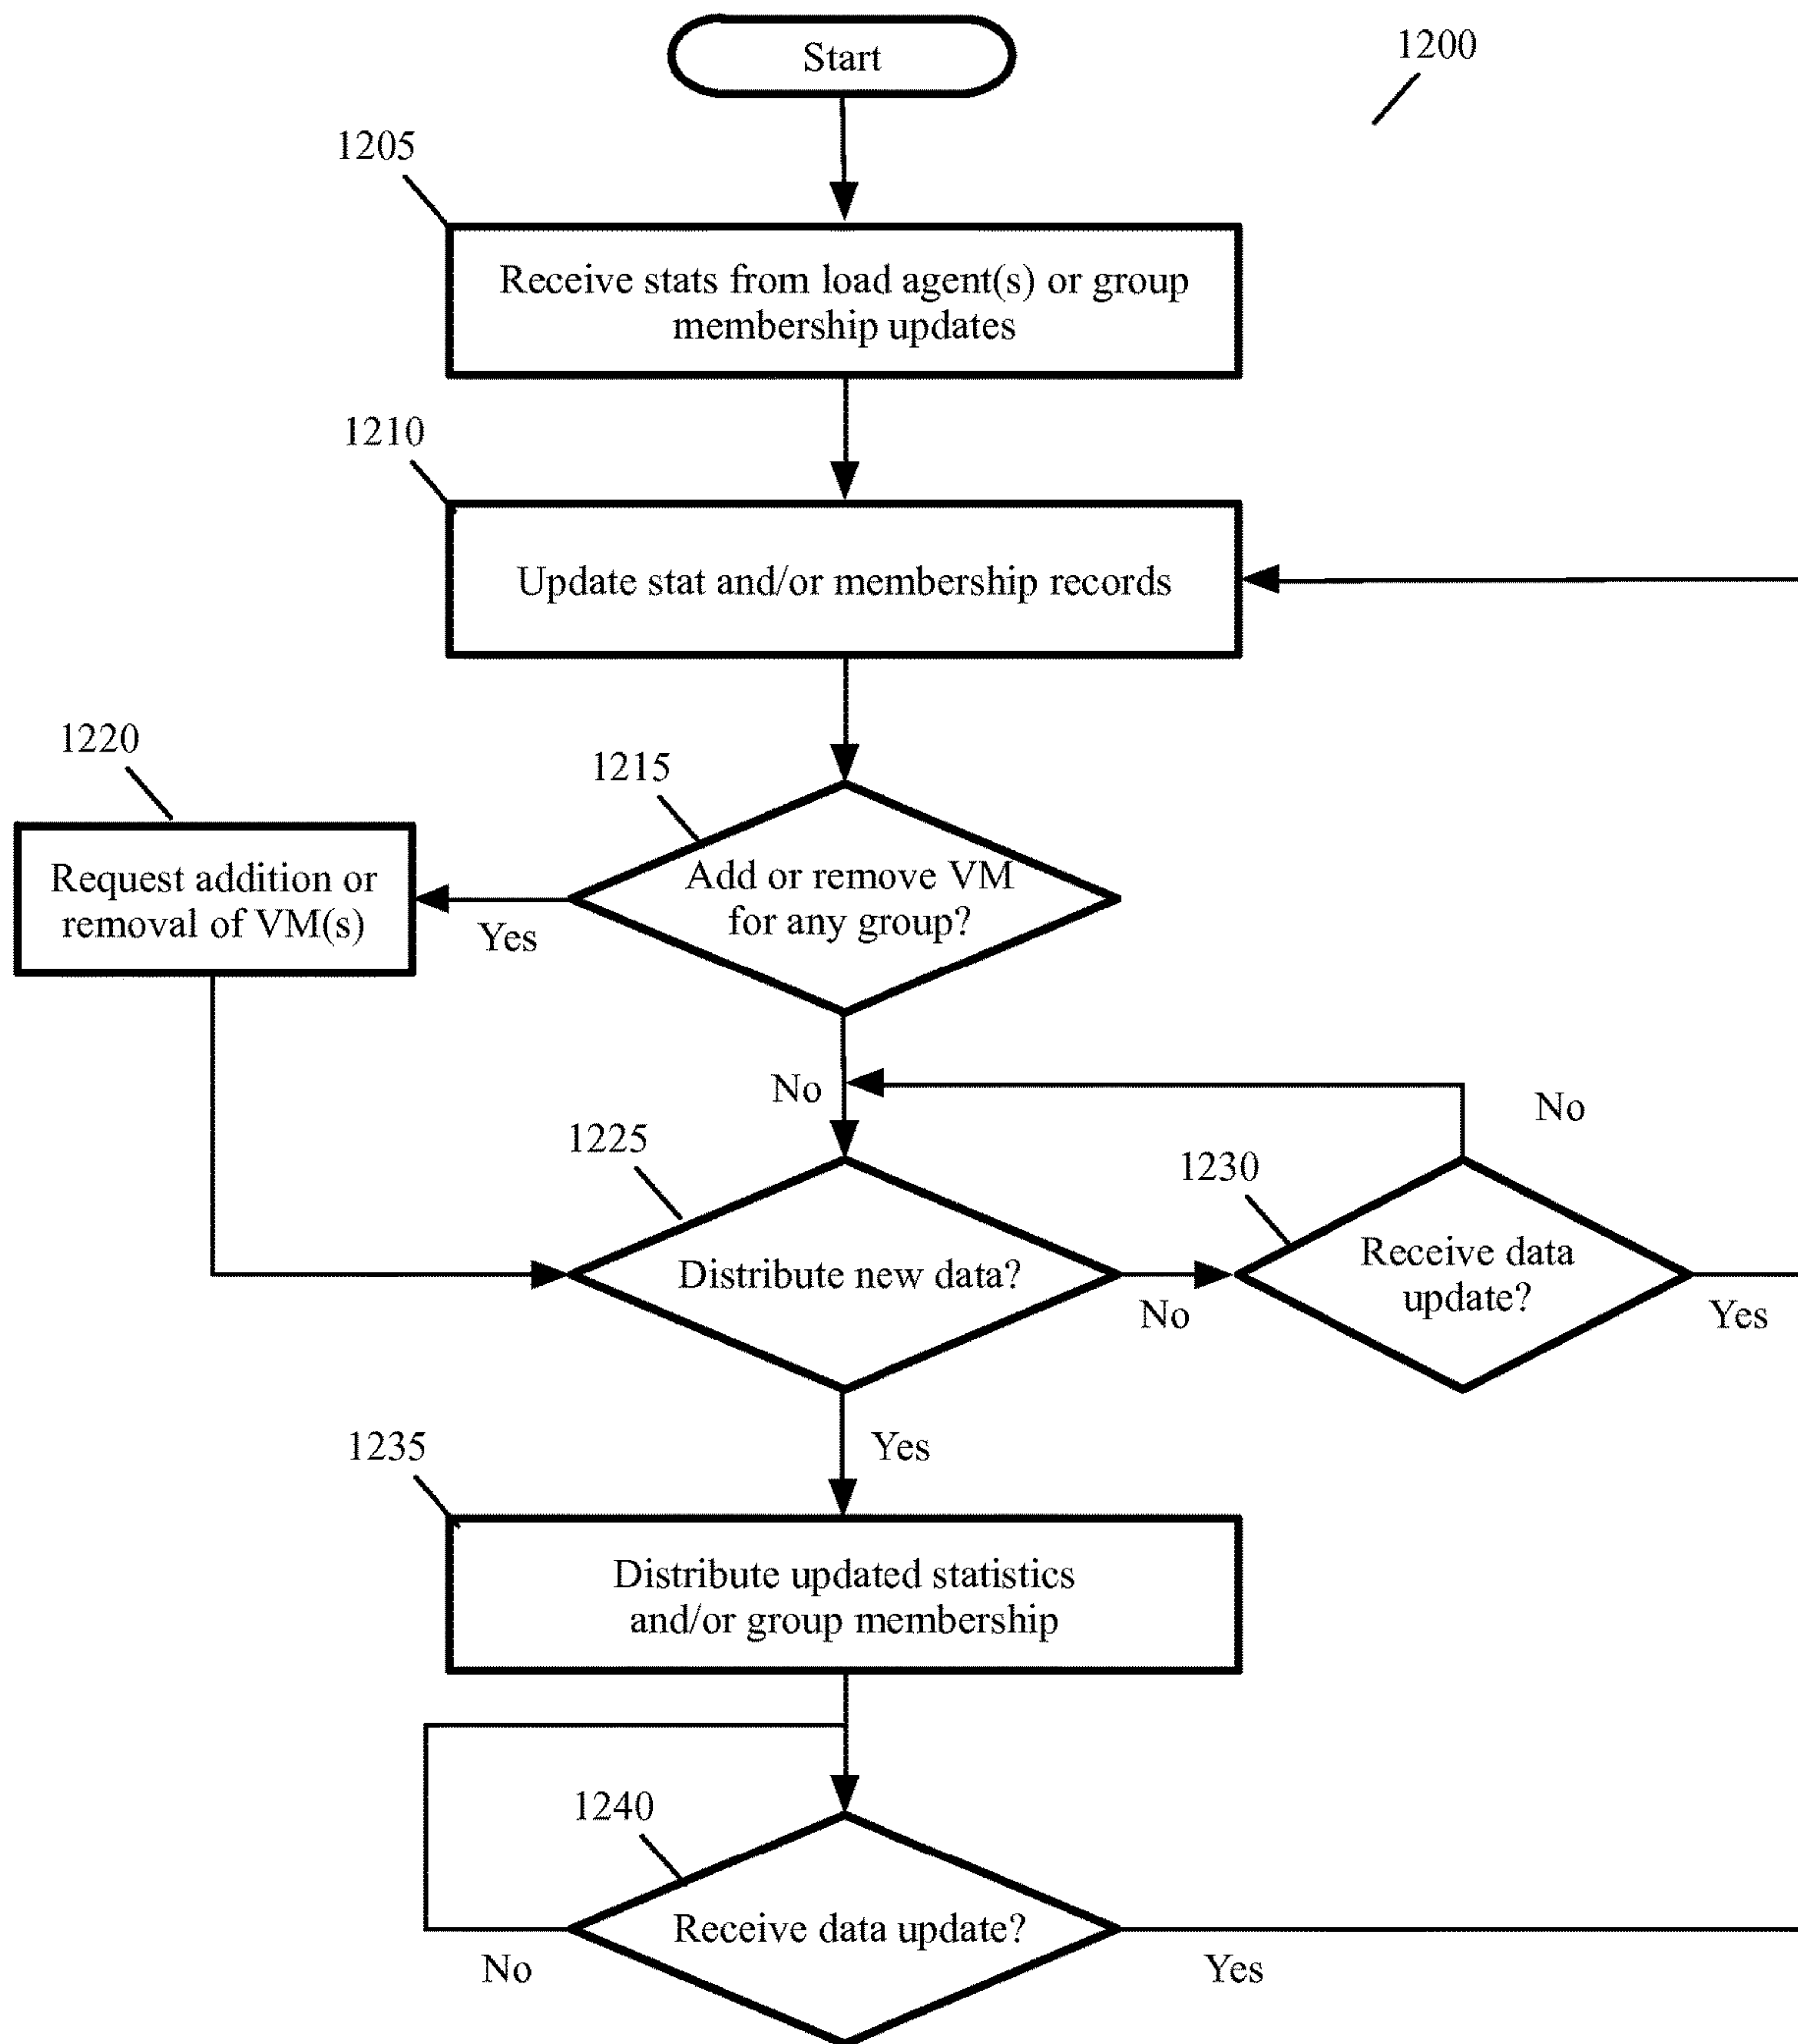 Start
1200
1205
Receive stats from load agent(s) or group
membership updates
1210
Update stat and/or membership records
1220
1215
Request addition or
removal of VM(s)
Yes
Add or remove VM
for any group?
No
No
1225
1230
Distribute new data?
No
Receive data
update?
Yes
Yes
1235
Distribute updated statistics
and/or group membership
1240
Receive data update?
No
Yes